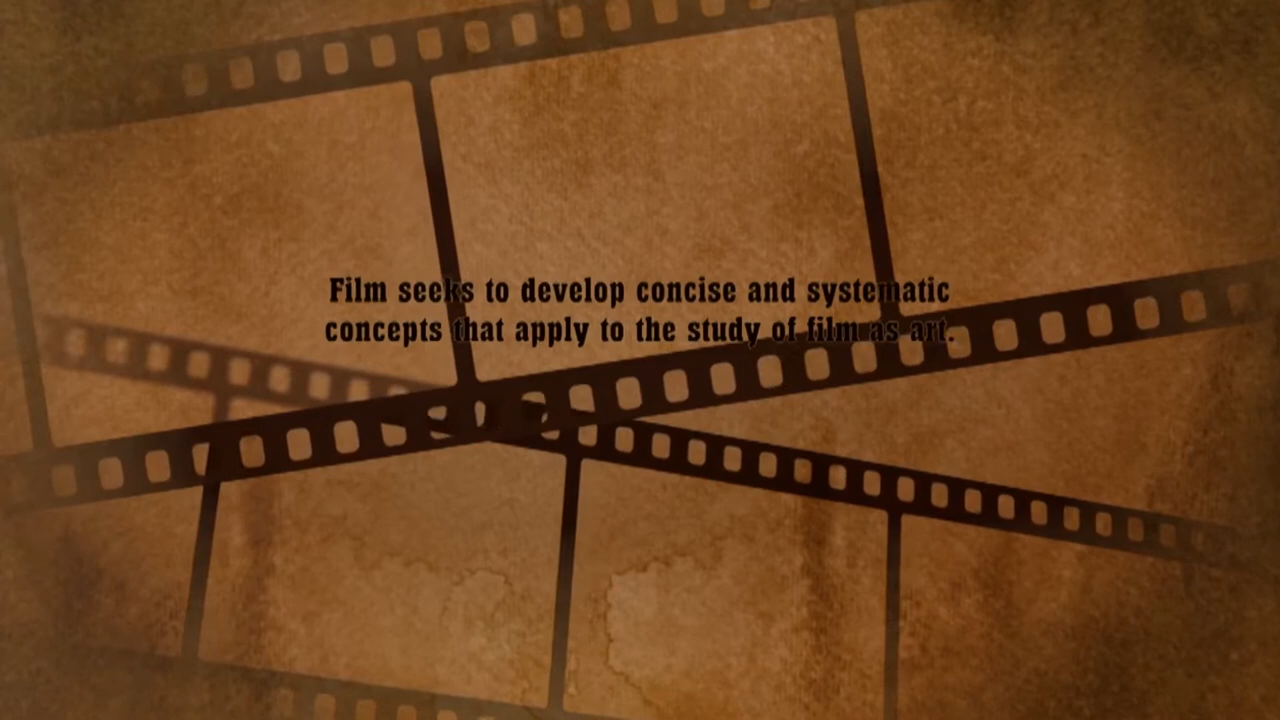 Film seeks to develop concise and systematic
concepts that apply to the study of film as art.